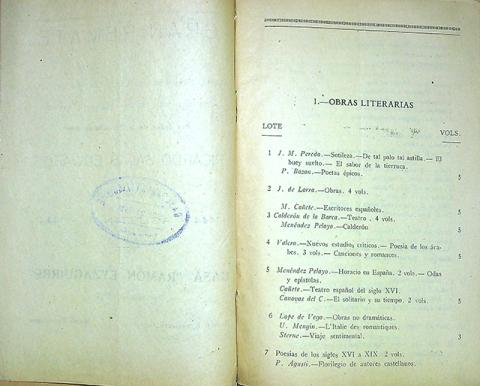 1.—OBRAS LITERARIAS
LOTE VOLS.
1 J. M. Pereda.—Sotileza.— De tal palo tal astilla.— El
buey suelto.— El sabor de la tierruca.
P. Bazan.—Poetas épicos. 5
2 J. de Larra.—Obras. 4 vols.
M. Cañete.—Escritores españoles. 5
3 Calderón de la Barca.—Teatro. 4 vols.
Menéndez Pelayo.—Calderón 5
4 Valera.—Nuevos estudios críticos.— Poesía de los ára-
bes. 3 vols.— Canciones y romances. 5
5 Menéndez Pelayo.—Horacio en España. 2 vols.— Odas
y epístolas.
Cañete.—Teatro español del siglo XVI.
Canovas del C.—El solitario y su tiempo. 2 vols. 5
6 Lope de Vega.—Obras no dramáticas.
U. Mengin.—L'Italie des romantiques.
Sterne.—Viaje sentimental. 3
7 Poesías de los siglos XVI a XIX. 2 vols.
P. Agusti.—Florilegio de autores castellanos.